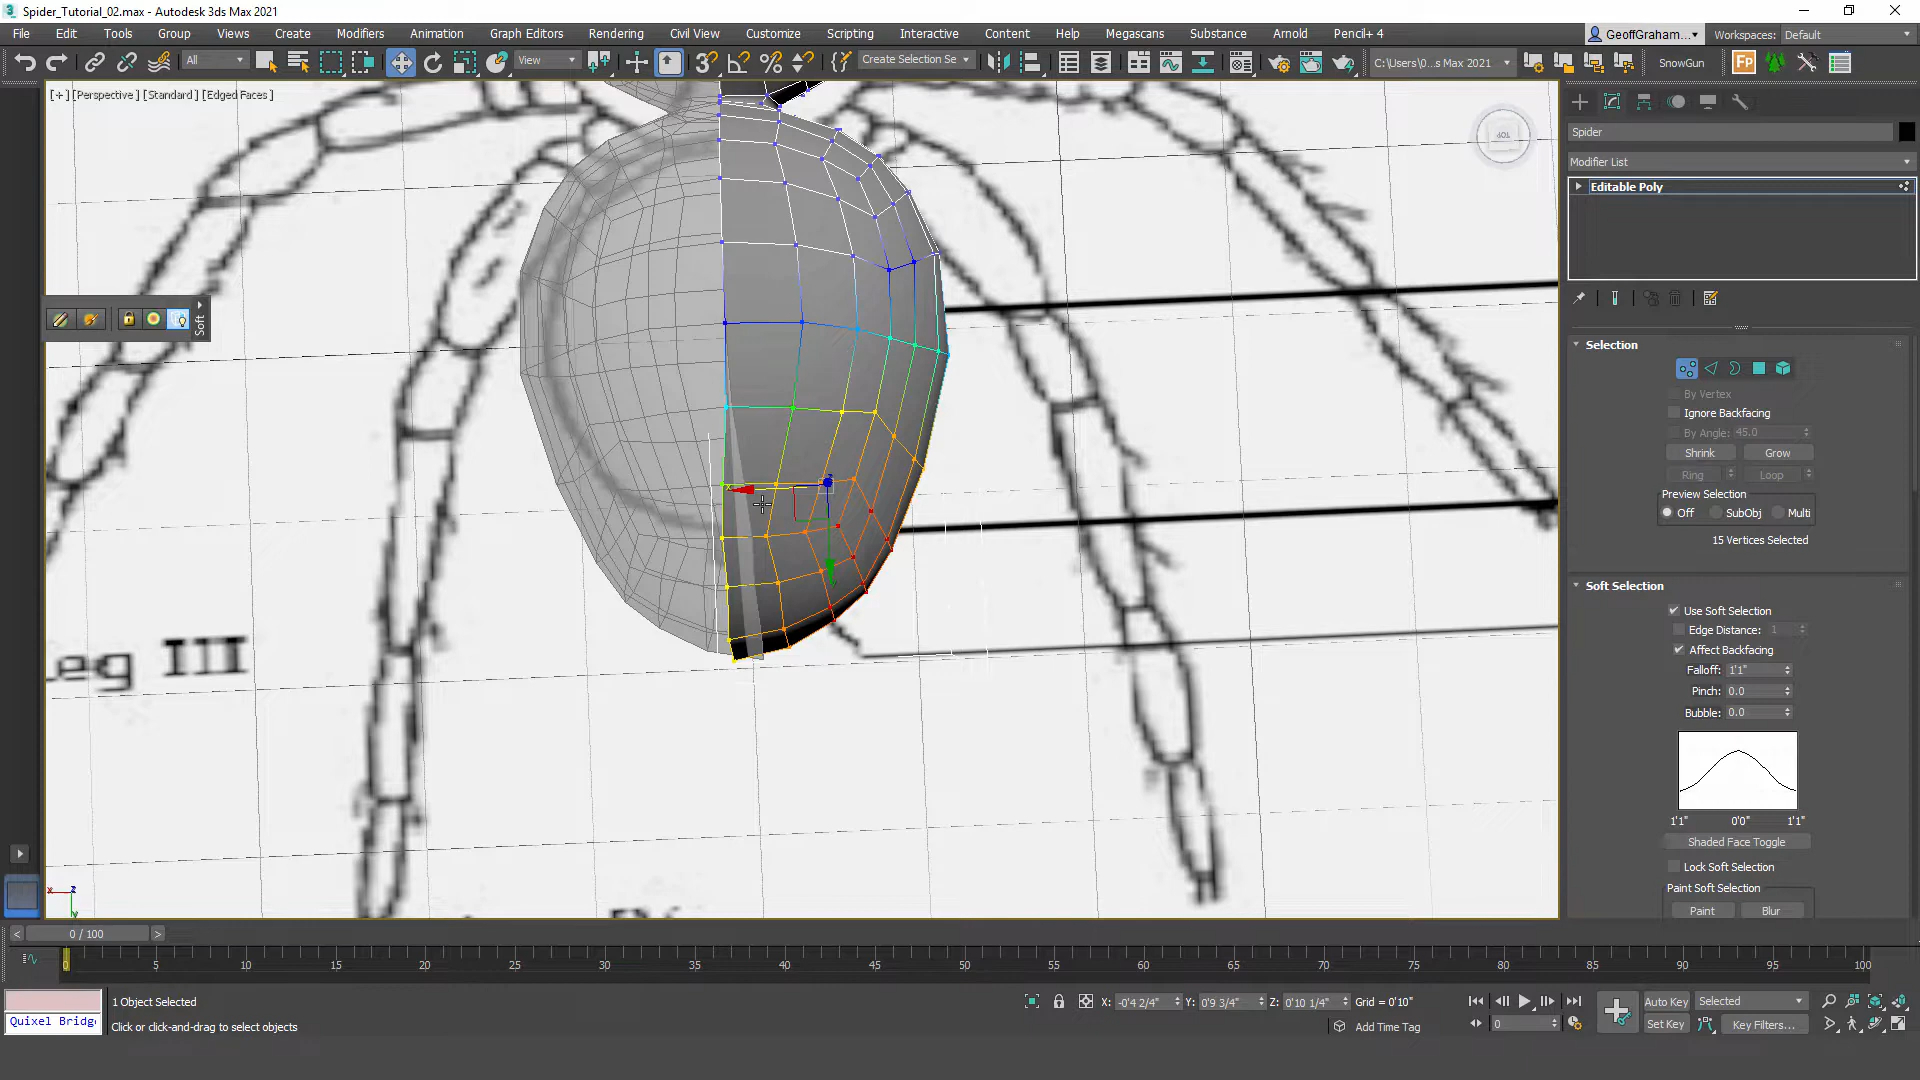 Spider_Tutorial_02.max - Autodesk 3ds Max 2021
File Edit Tools Group Views Create Modifiers Animation Graph Editors Rendering Civil View Customize Scripting Interactive Content Help Megascans Substance Arnold Pencil+ 4 GeoffGraham... Workspaces: Default
All View Create Selection Se C:\Users\0...s Max 2021 SnowGun
[+] [Perspective] [Standard] [Edged Faces]
TOP
Spider
Modifier List
Editable Poly
Soft
Selection
By Vertex
Ignore Backfacing
By Angle: 45.0
Shrink Grow
Ring Loop
Preview Selection
Off SubObj Multi
15 Vertices Selected
Soft Selection
Use Soft Selection
Edge Distance: 1
Affect Backfacing
Falloff: 1'1"
Pinch: 0.0
Bubble: 0.0
1'1" 0'0" 1'1"
Shaded Face Toggle
Lock Soft Selection
Paint Soft Selection
Paint Blur
eg III
x z y
< 0 / 100 >
0 5 10 15 20 25 30 35 40 45 50 55 60 65 70 75 80 85 90 95 100
1 Object Selected
X: -0'4 2/4" Y: 0'9 3/4" Z: 0'10 1/4" Grid = 0'10"
Auto Key Selected
Quixel Bridg
Click or click-and-drag to select objects
Add Time Tag
0
Set Key Key Filters...